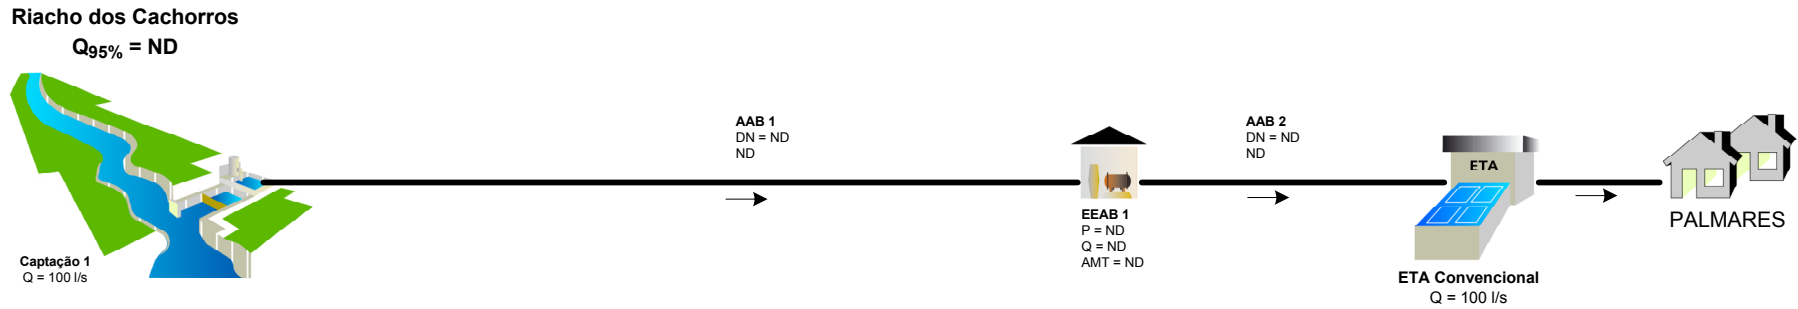 Riacho dos Cachorros
Q95% = ND
Captação 1
Q = 100 l/s
AAB 1
DN = ND
ND
EEAB 1
P = ND
Q = ND
AMT = ND
AAB 2
DN = ND
ND
ETA
ETA Convencional
Q = 100 l/s
PALMARES